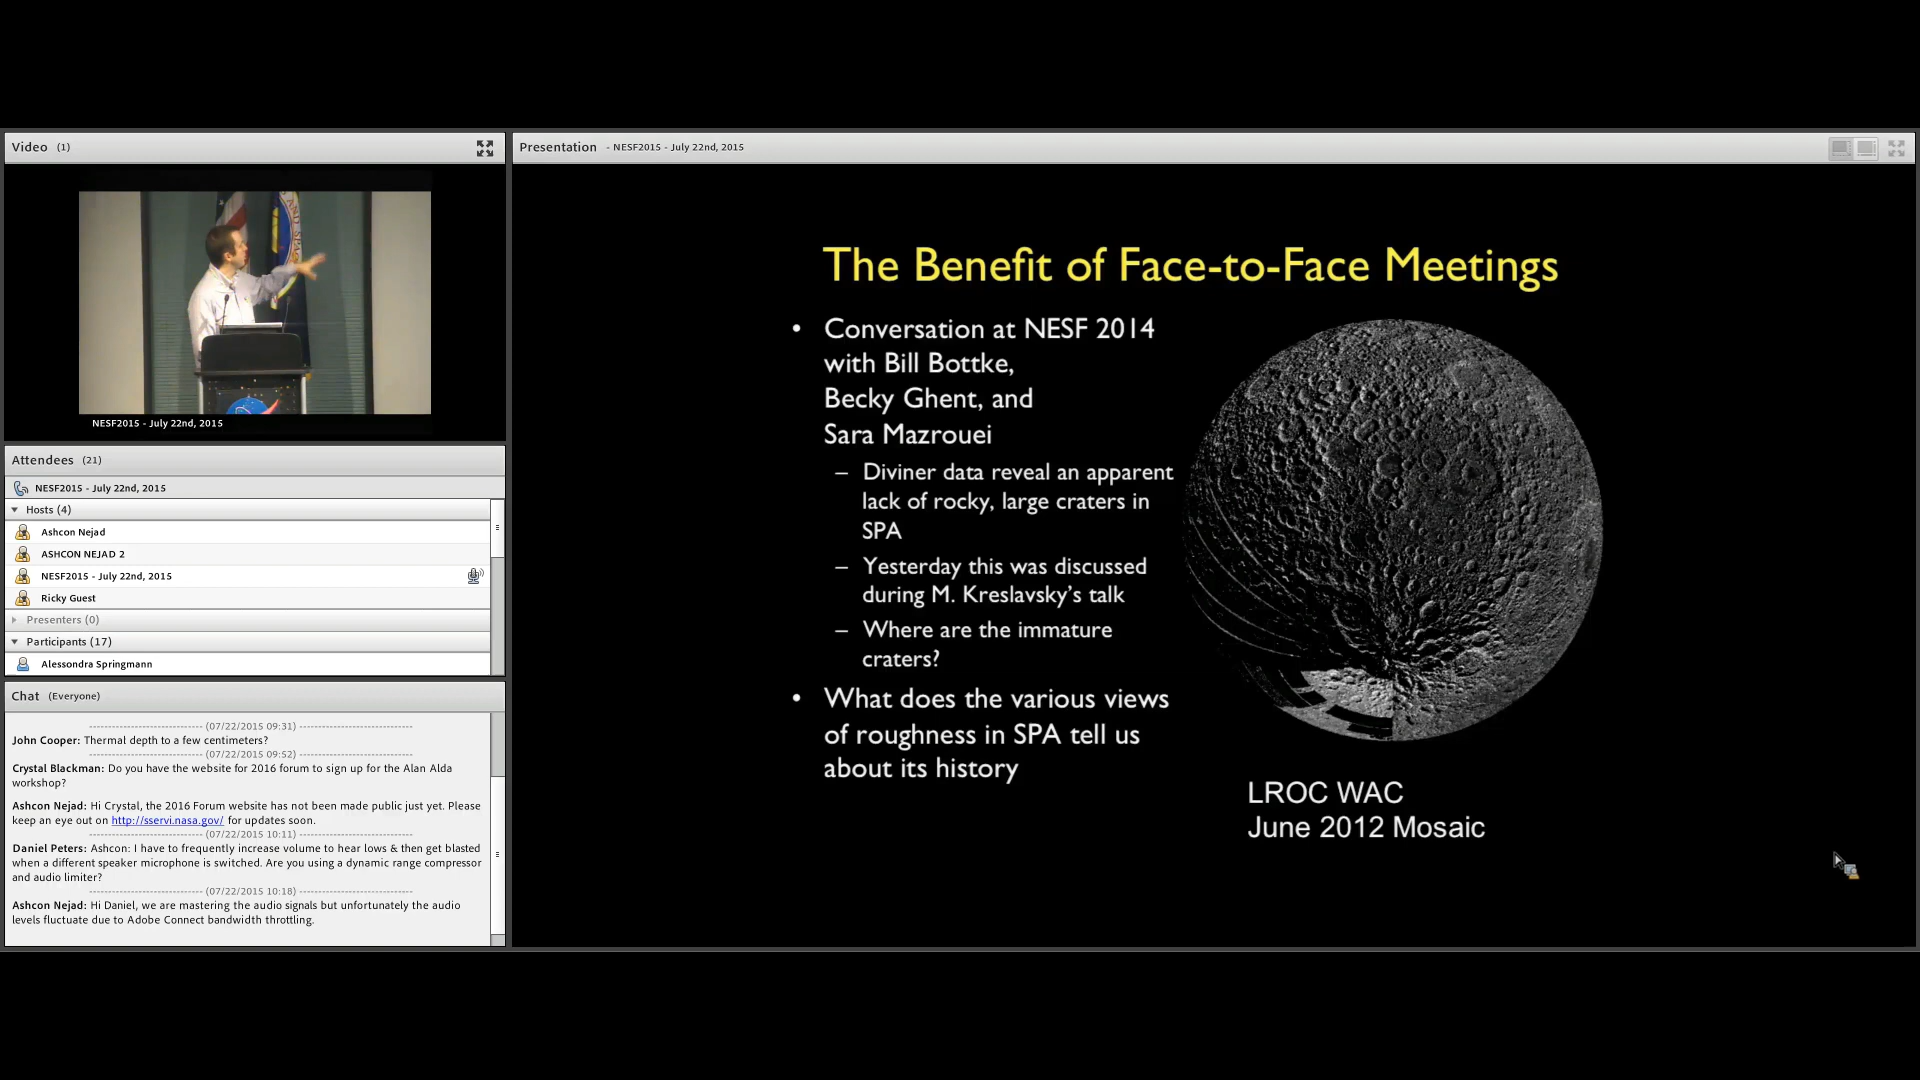 Video (1)
AND SPA
NESF2015 - July 22nd, 2015
Attendees (21)
NESF2015 - July 22nd, 2015
Hosts (4)
Ashcon Nejad
ASHCON NEJAD 2
NESF2015 - July 22nd, 2015
Ricky Guest
Presenters (0)
Participants (17)
Alessondra Springmann
Chat (Everyone)
---------------------------- (07/22/2015 09:31) ----------------------------
John Cooper: Thermal depth to a few centimeters?
---------------------------- (07/22/2015 09:52) ----------------------------
Crystal Blackman: Do you have the website for 2016 forum to sign up for the Alan Alda
workshop?
Ashcon Nejad: Hi Crystal, the 2016 Forum website has not been made public just yet. Please
keep an eye out on http://sservi.nasa.gov/ for updates soon.
---------------------------- (07/22/2015 10:11) ----------------------------
Daniel Peters: Ashcon: I have to frequently increase volume to hear lows & then get blasted
when a different speaker microphone is switched. Are you using a dynamic range compressor
and audio limiter?
---------------------------- (07/22/2015 10:18) ----------------------------
Ashcon Nejad: Hi Daniel, we are mastering the audio signals but unfortunately the audio
levels fluctuate due to Adobe Connect bandwidth throttling.
Presentation - NESF2015 - July 22nd, 2015
The Benefit of Face-to-Face Meetings
• Conversation at NESF 2014
with Bill Bottke,
Becky Ghent, and
Sara Mazrouei
– Diviner data reveal an apparent
lack of rocky, large craters in
SPA
– Yesterday this was discussed
during M. Kreslavsky's talk
– Where are the immature
craters?
• What does the various views
of roughness in SPA tell us
about its history
LROC WAC
June 2012 Mosaic